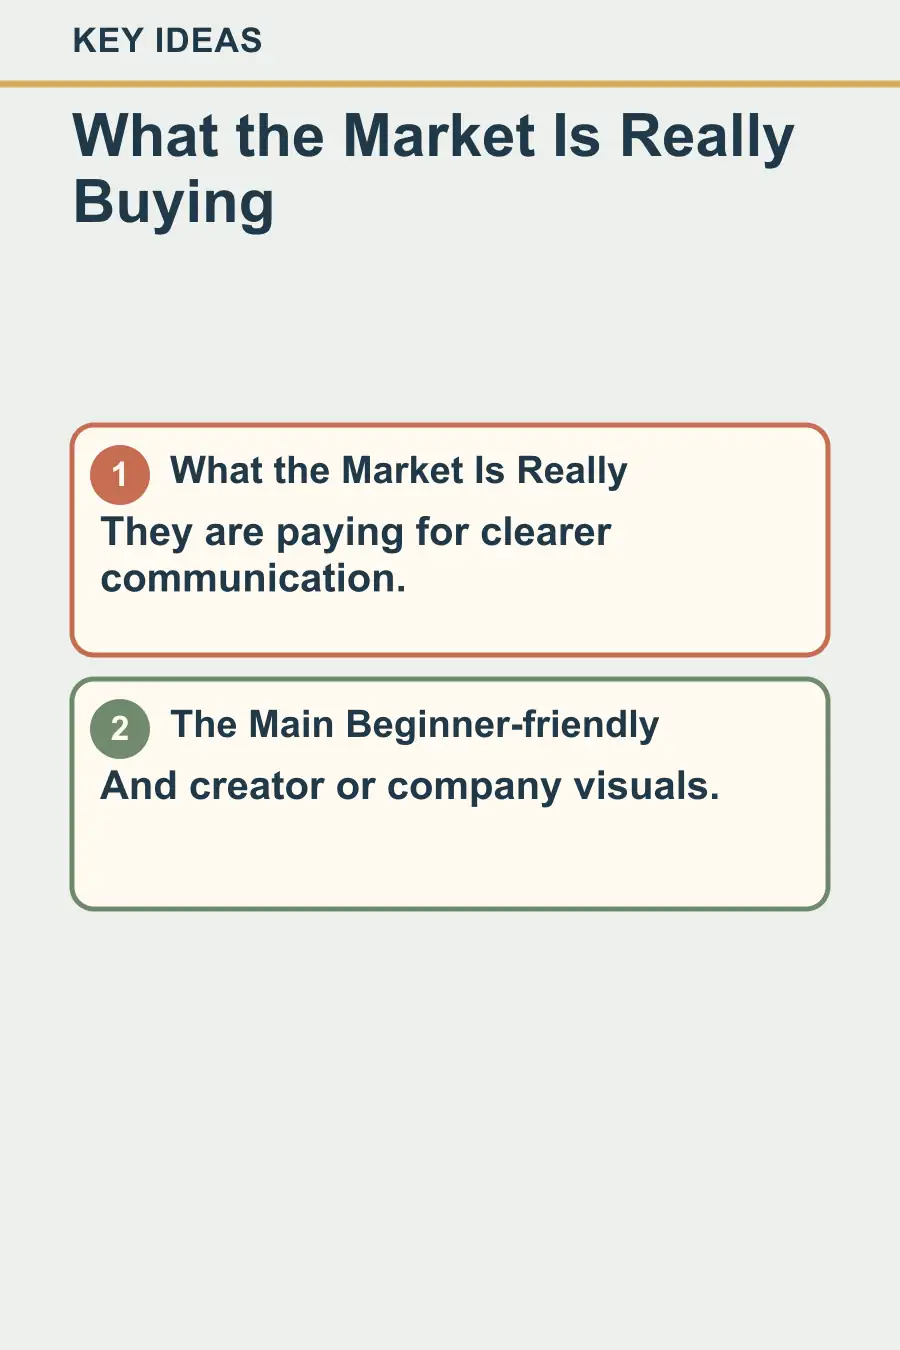 KEY IDEAS
What the Market Is Really
Buying
1 What the Market Is Really
They are paying for clearer
communication.
2 The Main Beginner-friendly
And creator or company visuals.